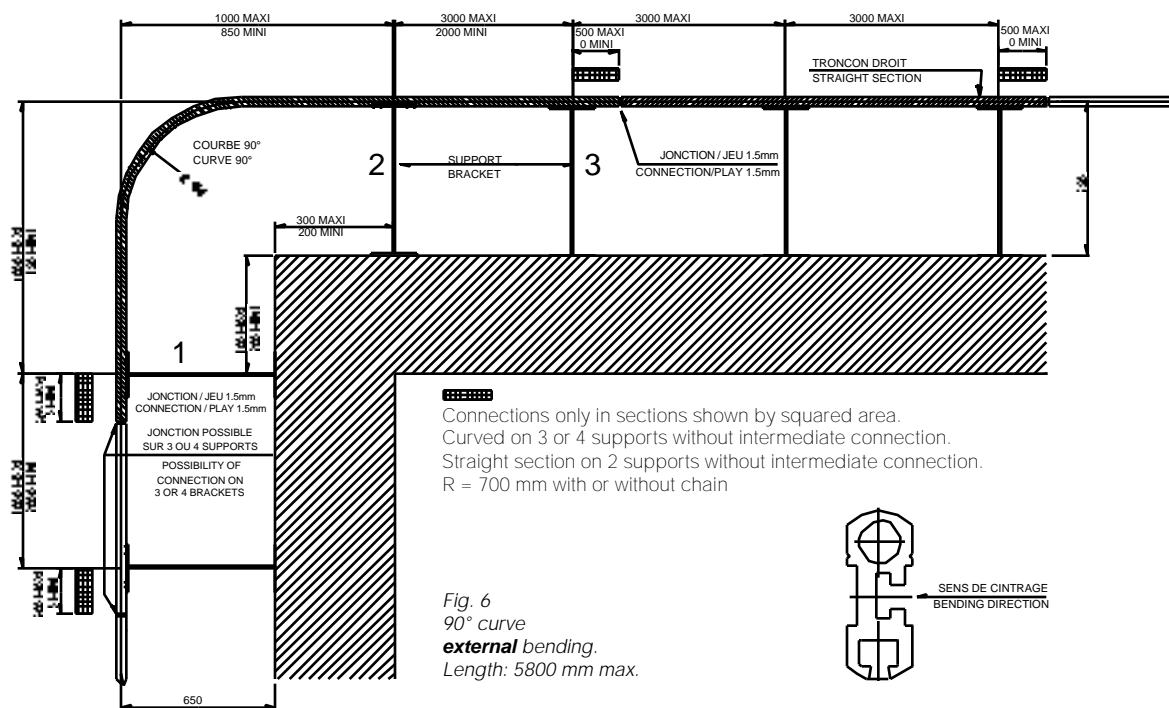 1000 MAXI
850 MINI
3000 MAXI
2000 MINI
3000 MAXI
3000 MAXI
500 MAXI
0 MINI
500 MAXI
0 MINI
TRONCON DROIT
STRAIGHT SECTION
COURBE 90°
CURVE 90°
2
SUPPORT
BRACKET
3
JONCTION / JEU 1.5mm
CONNECTION/PLAY 1.5mm
300 MAXI
200 MINI
1
JONCTION / JEU 1.5mm
CONNECTION / PLAY 1.5mm
JONCTION POSSIBLE
SUR 3 OU 4 SUPPORTS
POSSIBILITY OF
CONNECTION ON
3 OR 4 BRACKETS
Connections only in sections shown by squared area.
Curved on 3 or 4 supports without intermediate connection.
Straight section on 2 supports without intermediate connection.
R = 700 mm with or without chain
SENS DE CINTRAGE
BENDING DIRECTION
Fig. 6
90° curve
external bending.
Length: 5800 mm max.
650